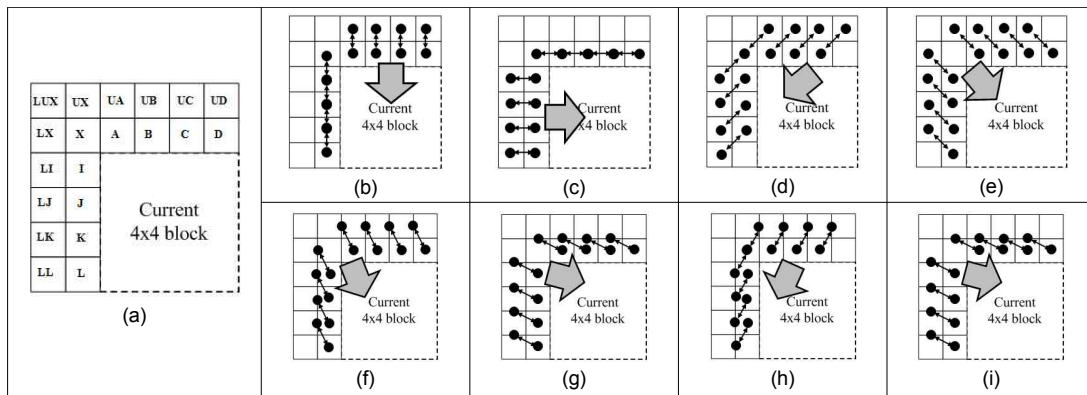 LUX UX UA UB UC UD
LX X A B C D
LI I
LJ J
LK K
LL L
Current
4x4 block
(a)
Current
4x4 block
(b)
Current
4x4 block
(c)
Current
4x4 block
(d)
Current
4x4 block
(e)
Current
4x4 block
(f)
Current
4x4 block
(g)
Current
4x4 block
(h)
Current
4x4 block
(i)